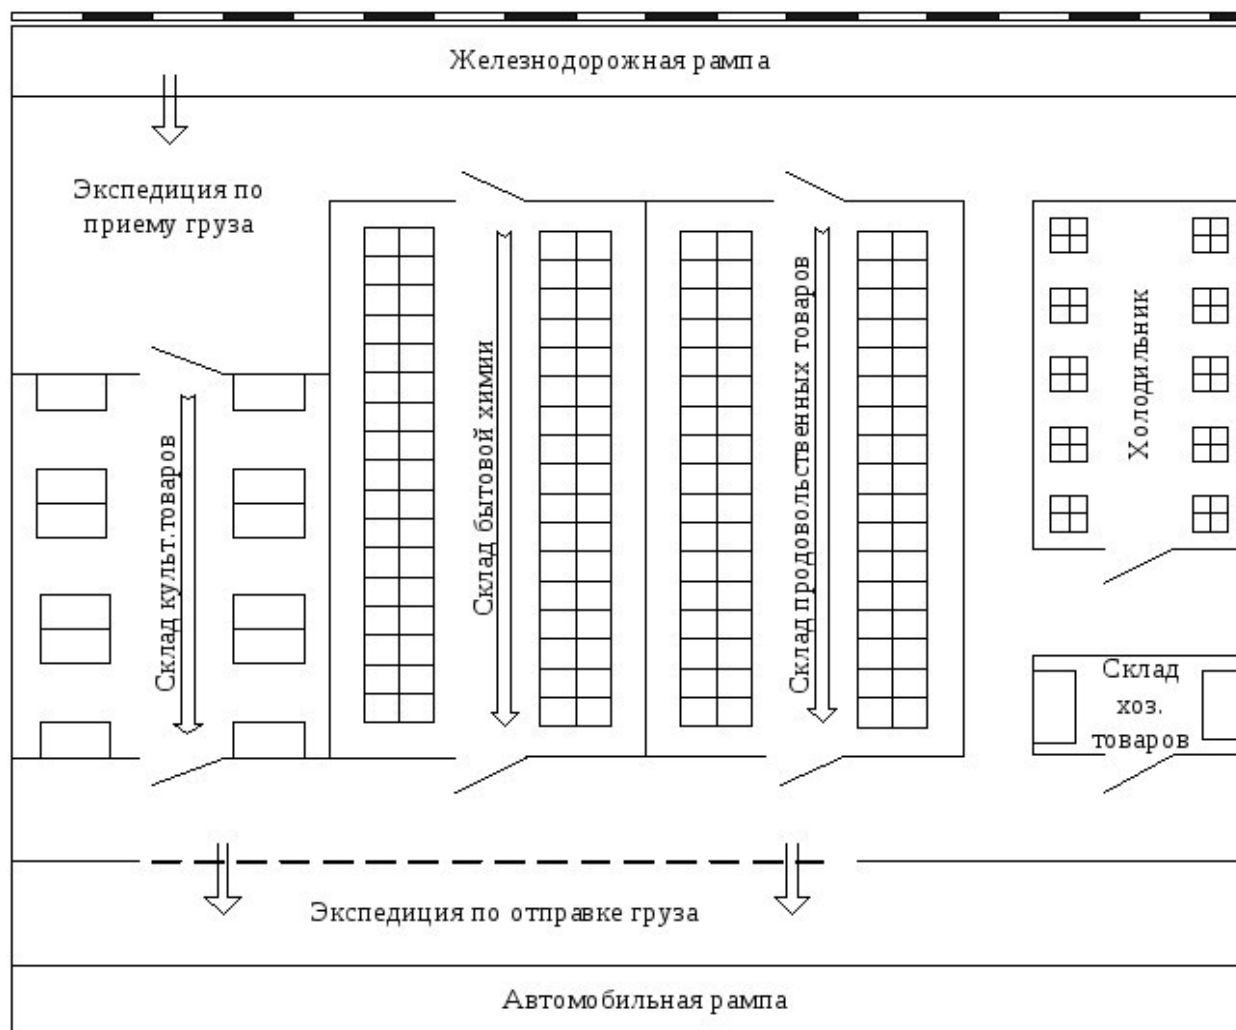 Железнодорожная рампа
Экспедиция по
приему груза
Склад культ.товаров
Склад бытовой химии
Склад продовольственных товаров
Холодильник
Склад
хоз.
товаров
Экспедиция по отправке груза
Автомобильная рампа